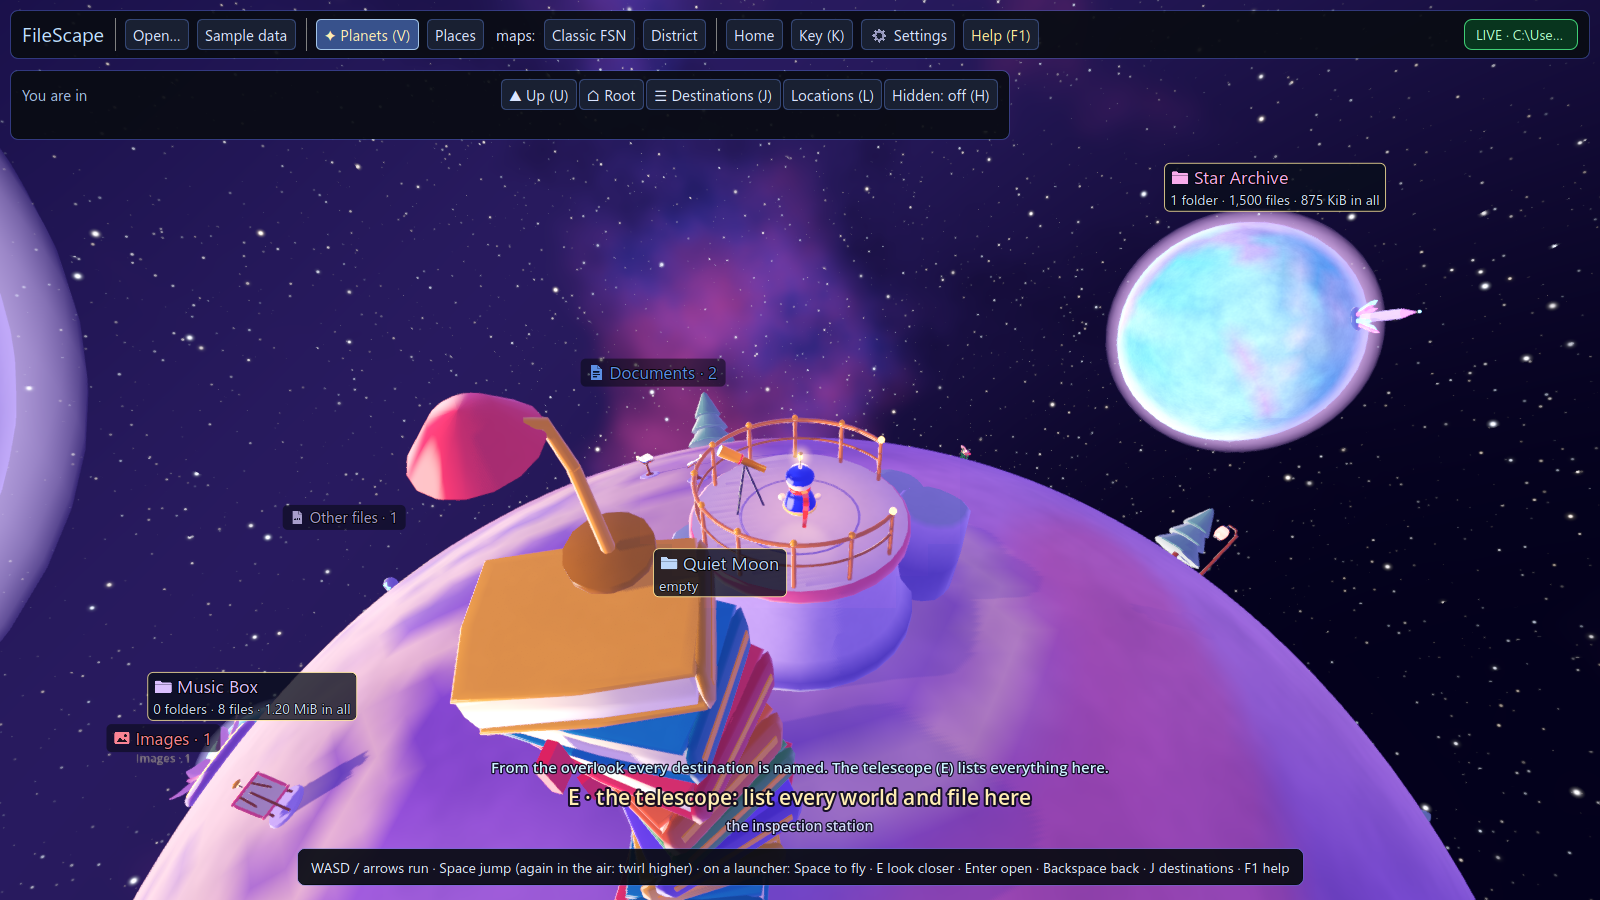 FileScape
Open...
Sample data
✦ Planets (V)
Places
maps:
Classic FSN
District
Home
Key (K)
Settings
Help (F1)
LIVE · C:\Use...
You are in
▲ Up (U)
Root
☰ Destinations (J)
Locations (L)
Hidden: off (H)
Star Archive
1 folder · 1,500 files · 875 KiB in all
Documents · 2
Other files · 1
Quiet Moon
empty
Music Box
0 folders · 8 files · 1.20 MiB in all
Images · 1
Images · 1
From the overlook every destination is named. The telescope (E) lists everything here.
E · the telescope: list every world and file here
the inspection station
WASD / arrows run · Space jump (again in the air: twirl higher) · on a launcher: Space to fly · E look closer · Enter open · Backspace back · J destinations · F1 help